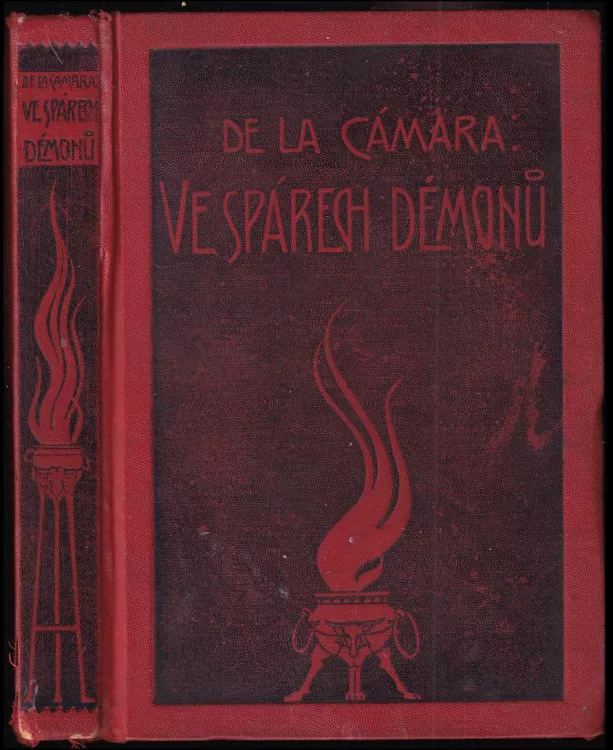 DE LA CÁMARA:
VE SPÁRECH
DÉMONŮ
DE LA CÁMARA:
VE SPÁRECH DÉMONŮ